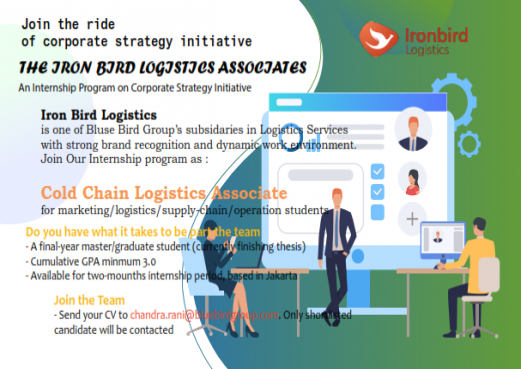 Join the ride
of corporate strategy initiative
THE IRON BIRD LOGISTICS ASSOCIATES
An Internship Program on Corporate Strategy Initiative
Ironbird
Logistics
Iron Bird Logistics
is one of Bluse Bird Group's subsidaries in Logistics Services
with strong brand recognition and dynamic work environment.
Join Our Internship program as :
Cold Chain Logistics Associate
for marketing/logistics/supply-chain/operation students
Do you have what it takes to be part the team
- A final-year master/graduate student (currently finishing thesis)
- Cumulative GPA minmum 3.0
- Available for two-mounths internship period, based in Jakarta
Join the Team
- Send your CV to Only shortlisted
candidate will be contacted